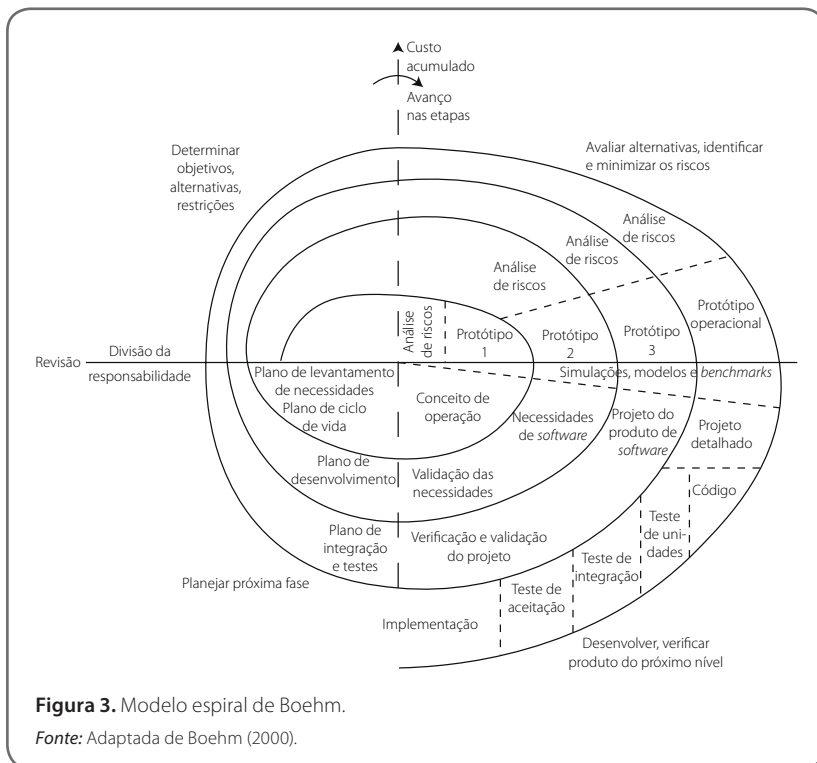 Custo
acumulado
Avanço
nas etapas
Determinar
objetivos,
alternativas,
restrições
Avaliar alternativas, identificar
e minimizar os riscos
Análise
de riscos
Análise
de riscos
Análise
de riscos
Análise
de riscos
Protótipo
1
Protótipo
2
Protótipo
3
Protótipo
operacional
Revisão
Divisão da
responsabilidade
Simulações, modelos e benchmarks
Plano de levantamento
de necessidades
Plano de ciclo
de vida
Conceito de
operação
Necessidades
de software
Projeto do
produto de
software
Projeto
detalhado
Plano de
desenvolvimento
Validação das
necessidades
Código
Teste
de uni-
dades
Plano de
integração
e testes
Verificação e validação
do projeto
Teste de
integração
Planejar próxima fase
Teste de
aceitação
Implementação
Desenvolver, verificar
produto do próximo nível
Figura 3. Modelo espiral de Boehm.
Fonte: Adaptada de Boehm (2000).